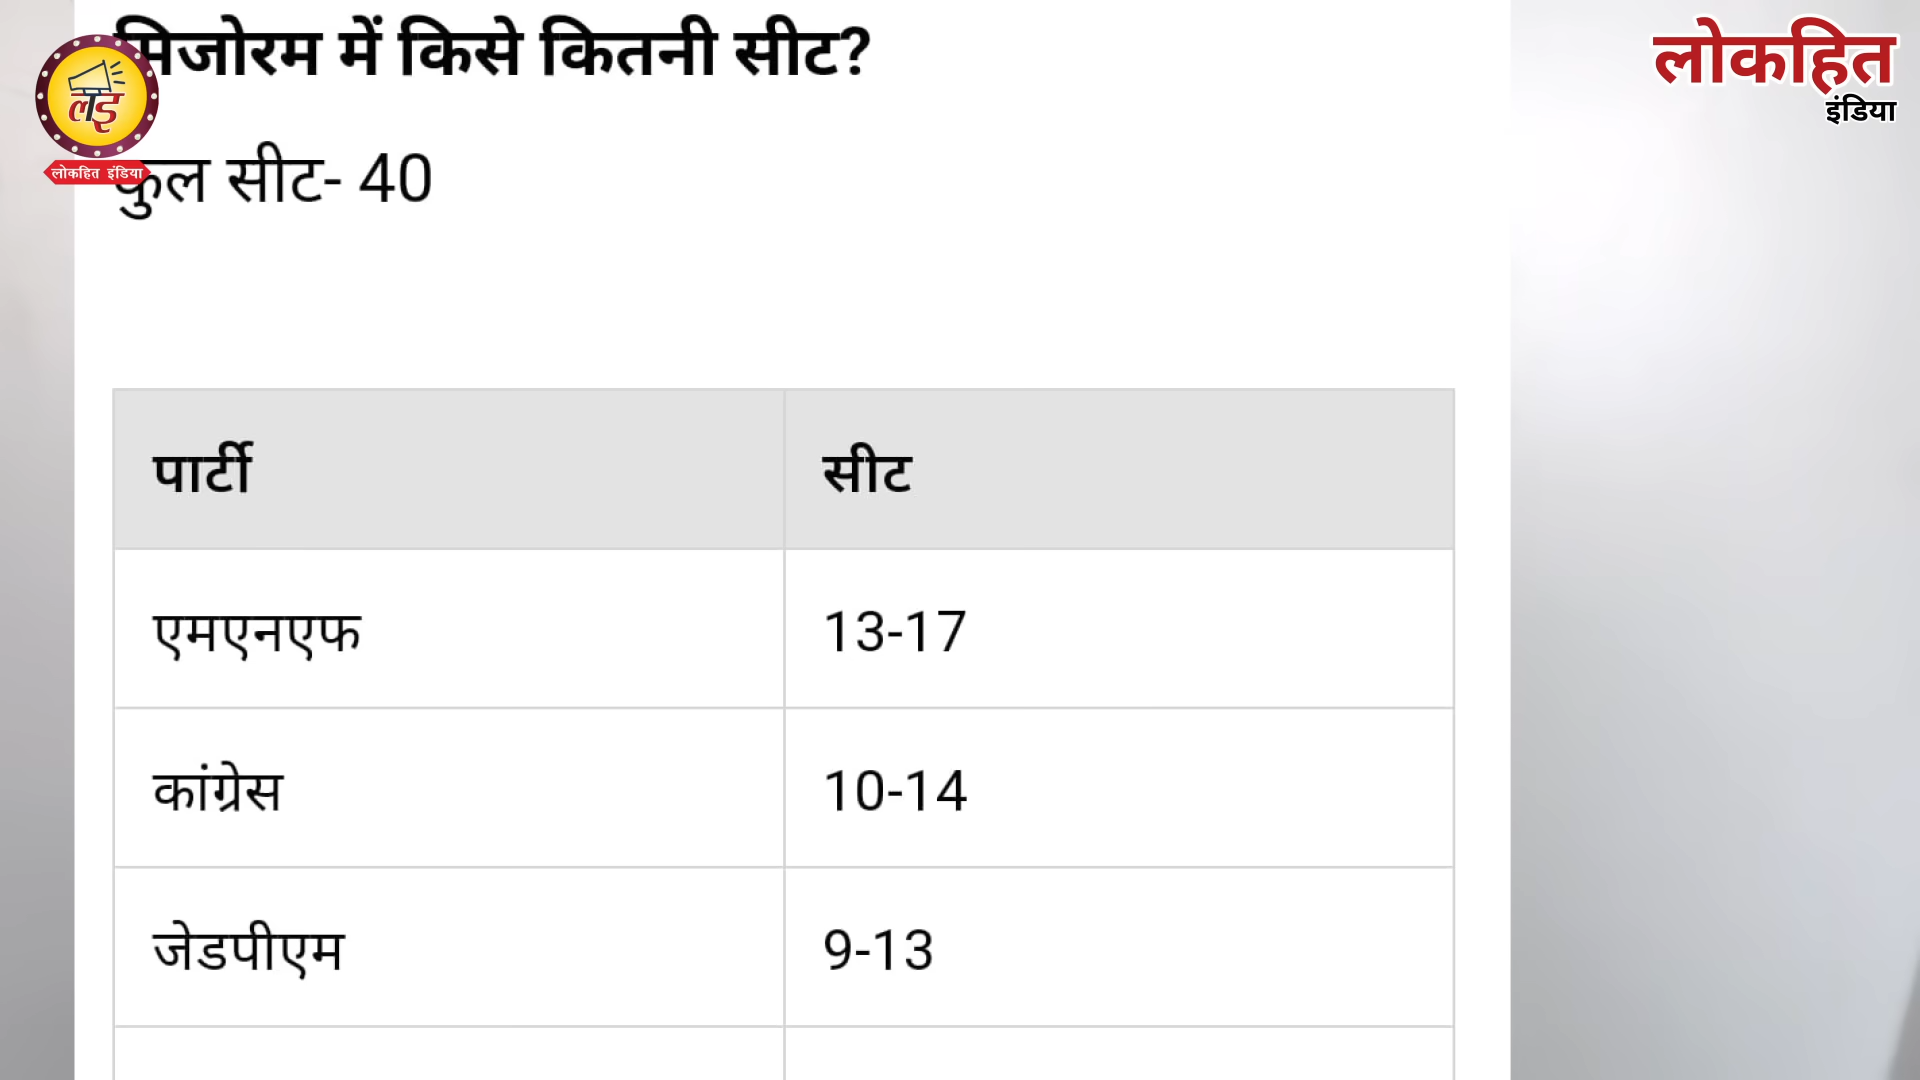 मिजोरम में किसे कितनी सीट?
लोकहित
इंडिया
लइ
लोकहित इंडिया
कुल सीट- 40
पार्टी सीट
एमएनएफ 13-17
कांग्रेस 10-14
जेडपीएम 9-13